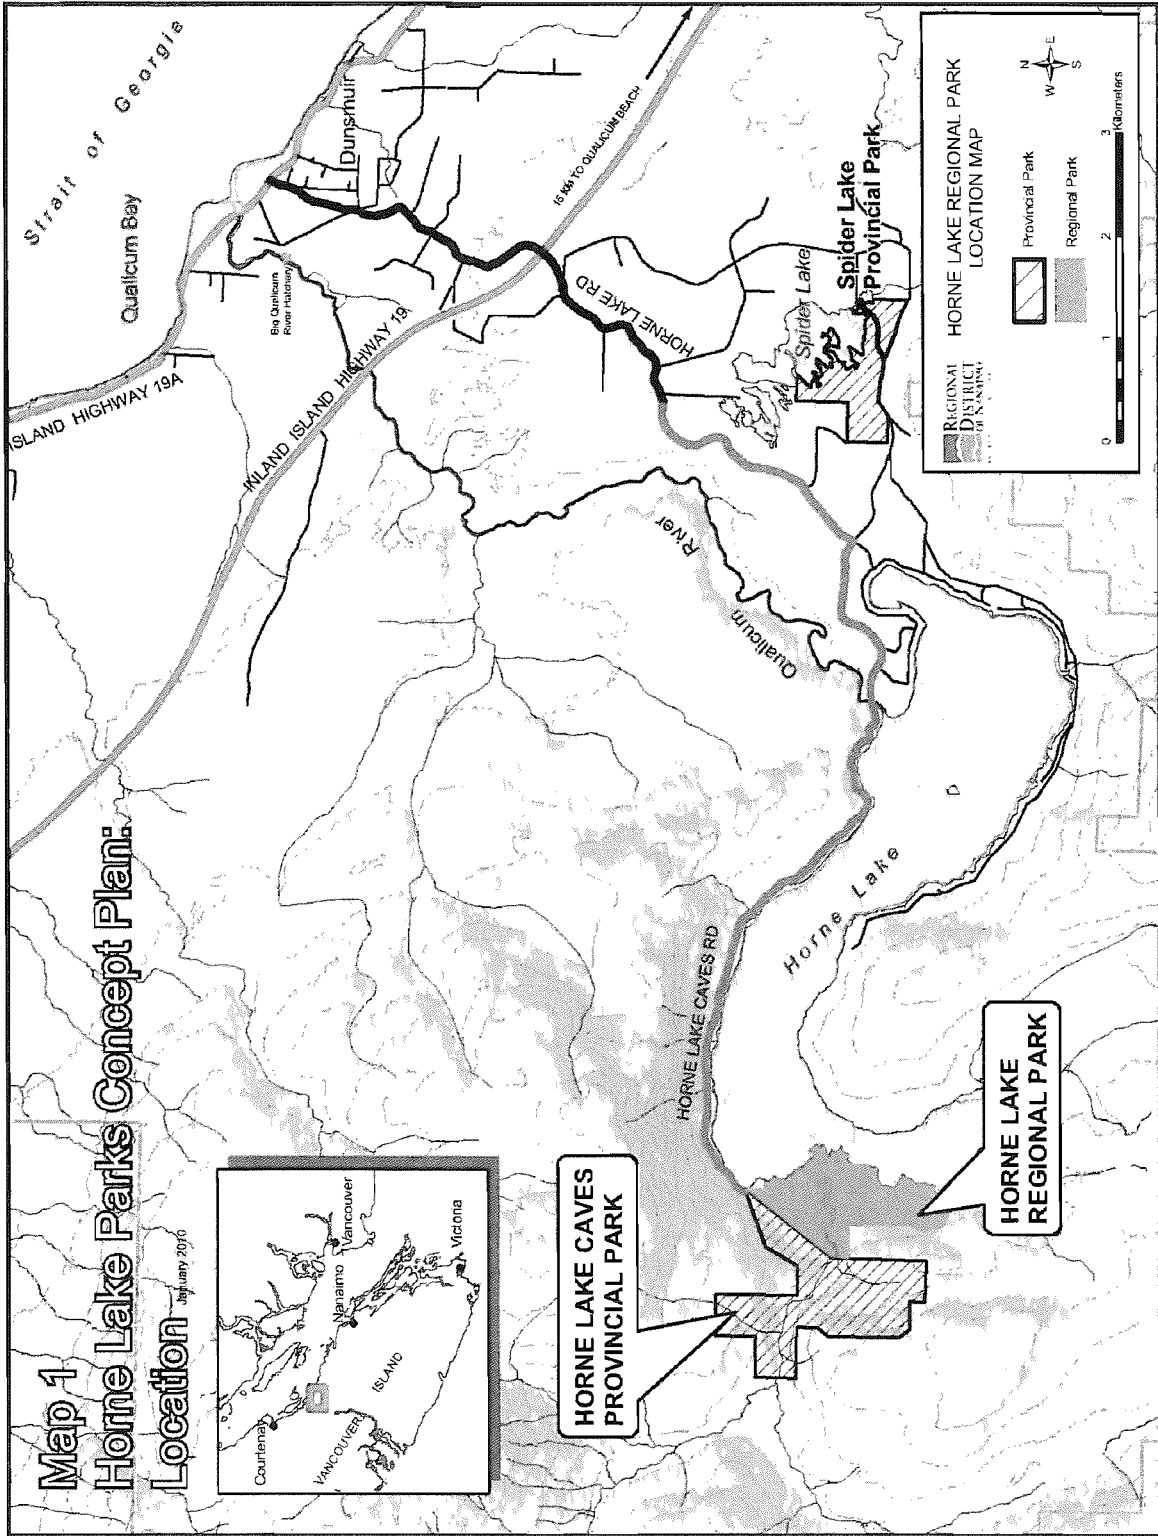 Map 1
Horne Lake Parks Concept Plan:
Location
January 2010
Courtenay
VANCOUVER
ISLAND
Nanaimo
Vancouver
Victoria
Strait of Georgia
Qualicum Bay
ISLAND HIGHWAY 19A
INLAND ISLAND HIGHWAY 19
Big Qualicum
River Hatchery
Dunsmuir
15 KM TO QUALICUM BEACH
HORNE LAKE RD
River
Qualicum
Spider Lake
Spider Lake
Provincial Park
HORNE LAKE CAVES RD
Horne Lake
HORNE LAKE CAVES
PROVINCIAL PARK
HORNE LAKE
REGIONAL PARK
REGIONAL
DISTRICT
OF NANAIMO
HORNE LAKE REGIONAL PARK
LOCATION MAP
Provincial Park
Regional Park
N
W
E
S
0
1
2
3
Kilometers